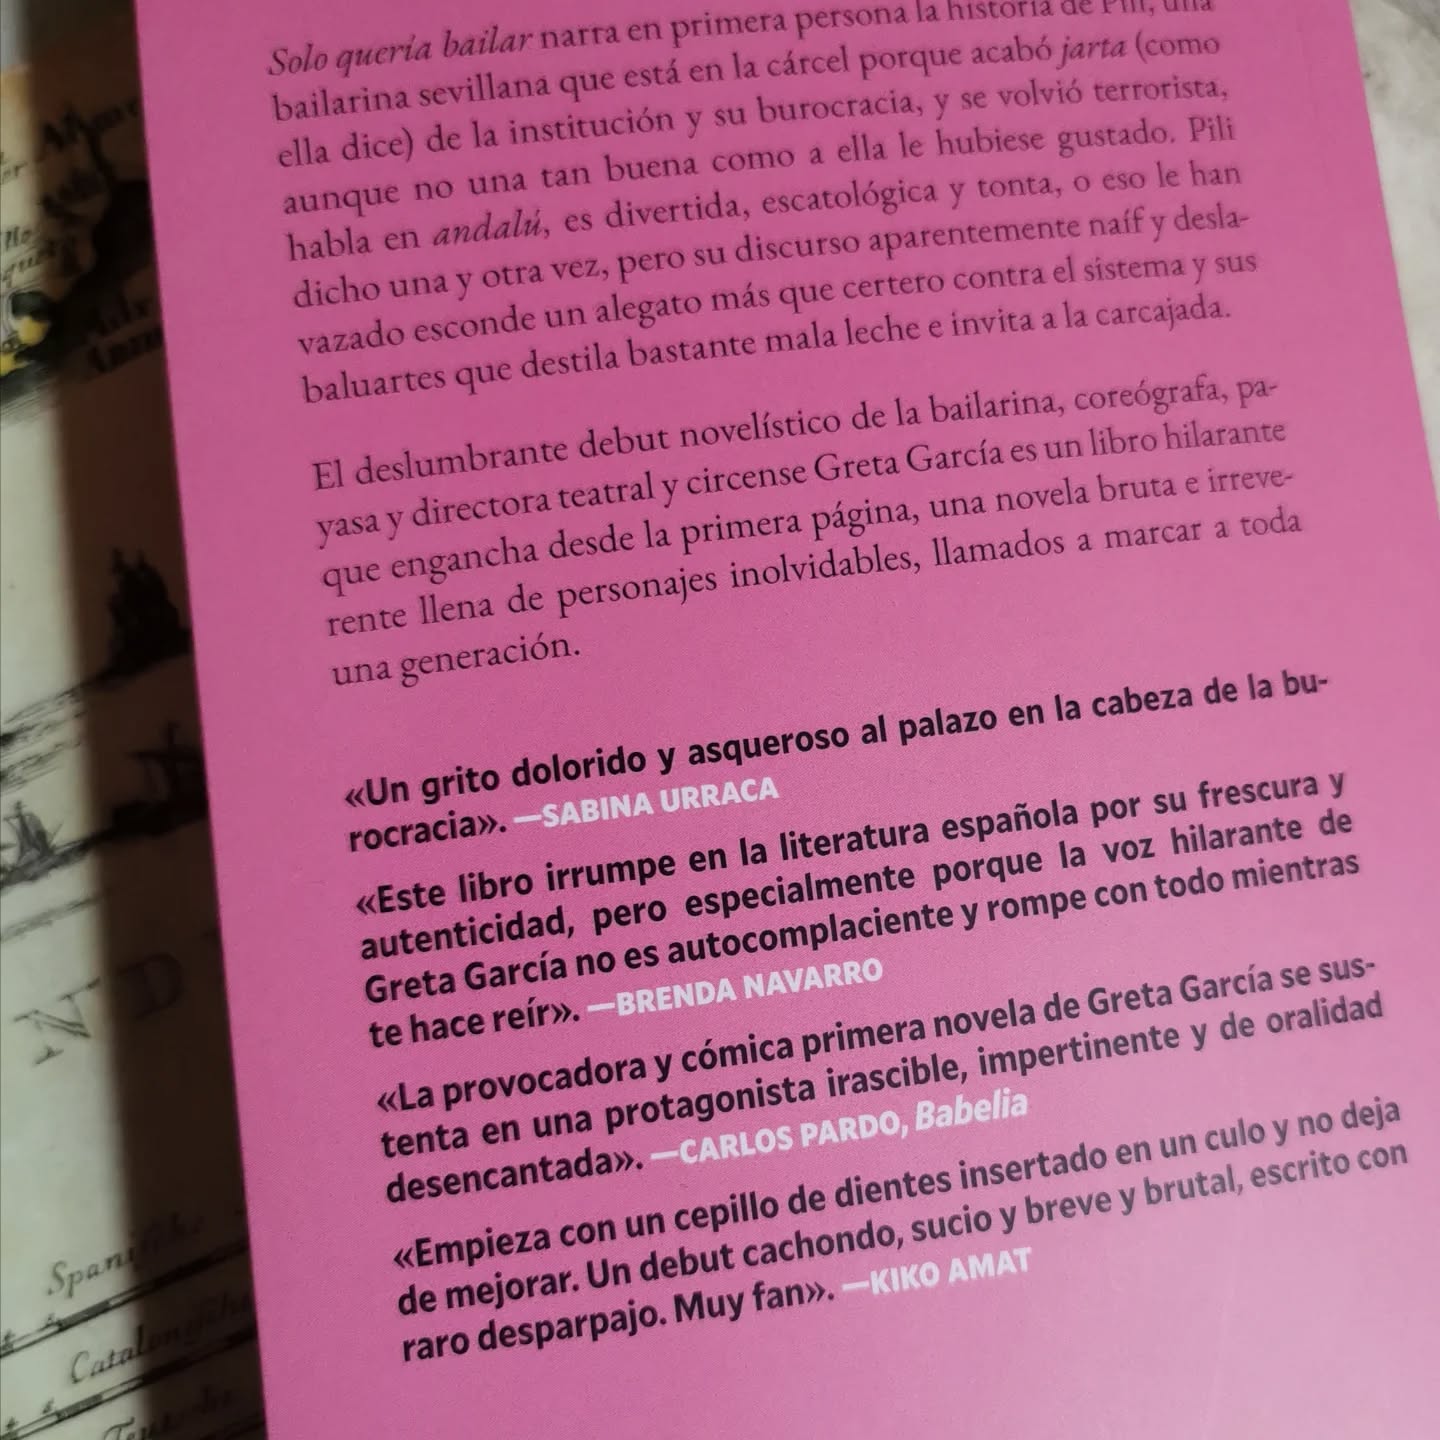 Solo quería bailar narra en primera persona la historia de Pili, una
bailarina sevillana que está en la cárcel porque acabó jarta (como
ella dice) de la institución y su burocracia, y se volvió terrorista,
aunque no una tan buena como a ella le hubiese gustado. Pili
habla en andalú, es divertida, escatológica y tonta, o eso le han
dicho una y otra vez, pero su discurso aparentemente naíf y desla-
vazado esconde un alegato más que certero contra el sistema y sus
baluartes que destila bastante mala leche e invita a la carcajada.
El deslumbrante debut novelístico de la bailarina, coreógrafa, pa-
yasa y directora teatral y circense Greta García es un libro hilarante
que engancha desde la primera página, una novela bruta e irreve-
rente llena de personajes inolvidables, llamados a marcar a toda
una generación.
«Un grito dolorido y asqueroso al palazo en la cabeza de la bu-
rocracia». —SABINA URRACA
«Este libro irrumpe en la literatura española por su frescura y
autenticidad, pero especialmente porque la voz hilarante de
Greta García no es autocomplaciente y rompe con todo mientras
te hace reír». —BRENDA NAVARRO
«La provocadora y cómica primera novela de Greta García se sus-
tenta en una protagonista irascible, impertinente y de oralidad
desencantada». —CARLOS PARDO, Babelia
«Empieza con un cepillo de dientes insertado en un culo y no deja
de mejorar. Un debut cachondo, sucio y breve y brutal, escrito con
raro desparpajo. Muy fan». —KIKO AMAT